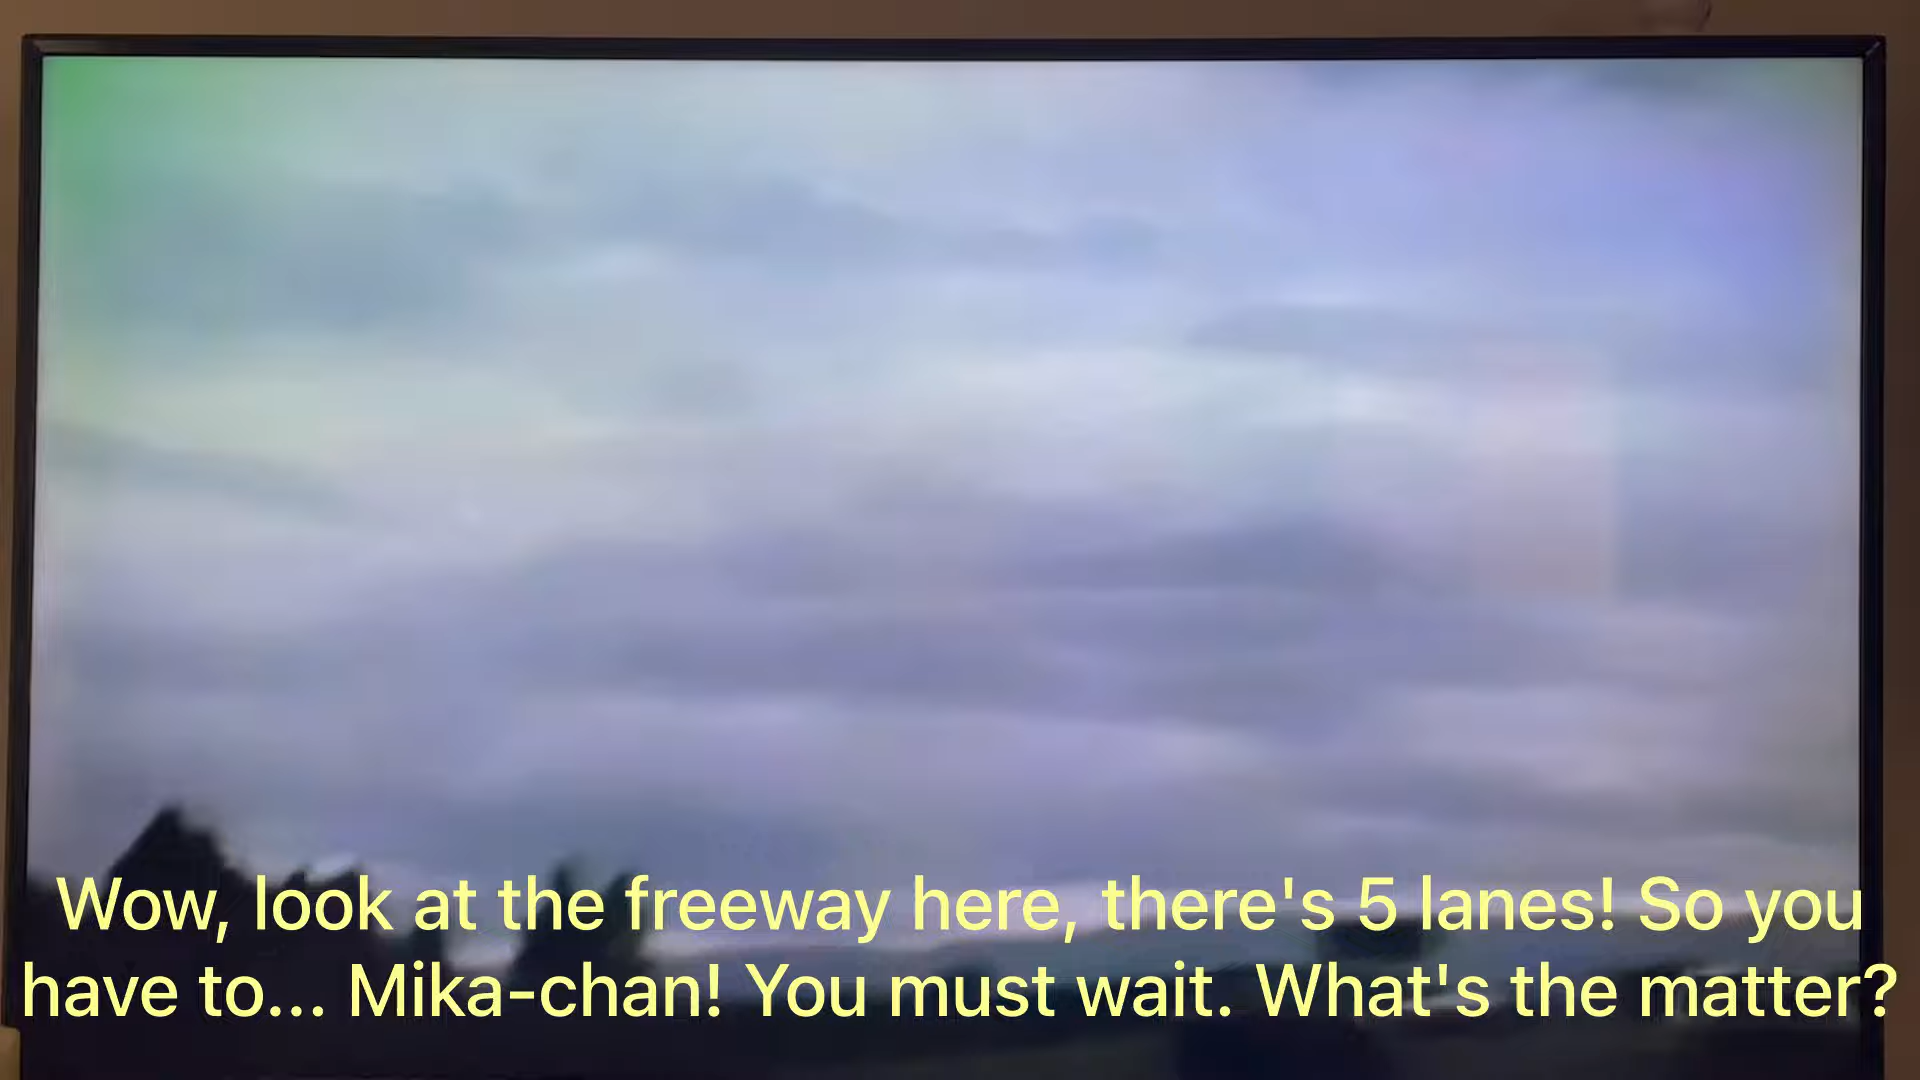 Wow, look at the freeway here, there's 5 lanes! So you
have to... Mika-chan! You must wait. What's the matter?